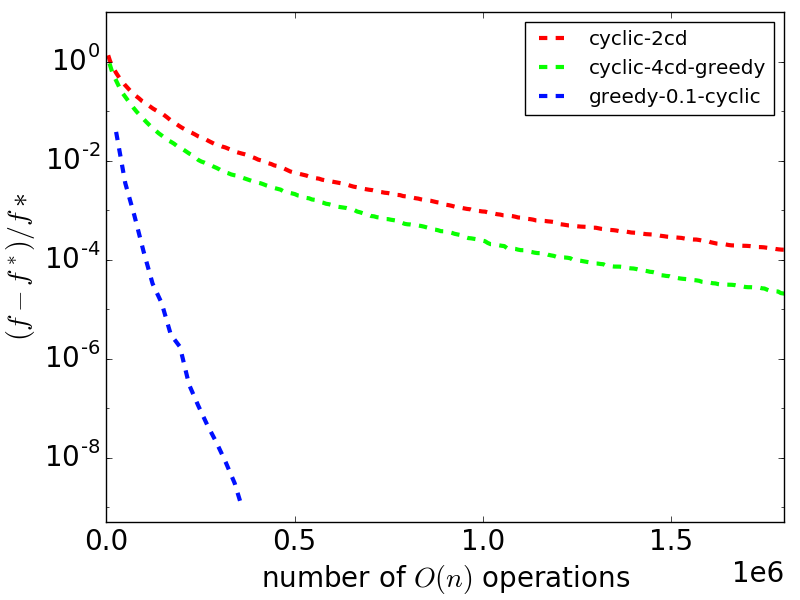 cyclic-2cd
cyclic-4cd-greedy
greedy-0.1-cyclic
10^0
10^-2
10^-4
10^-6
10^-8
(f − f*)/f*
0.0 0.5 1.0 1.5
1e6
number of O(n) operations